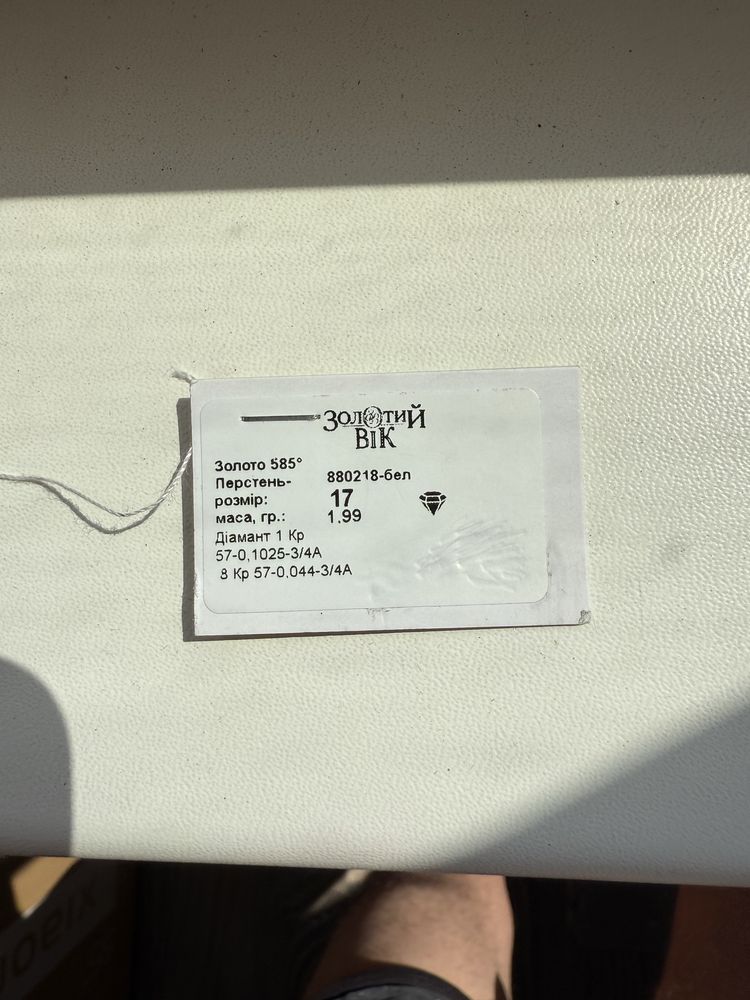 ЗОЛОТИЙ
ВІК
Золото 585°
Перстень- 880218-бел
розмір: 17
маса, гр.: 1,99
Діамант 1 Кр
57-0,1025-3/4А
8 Кр 57-0,044-3/4А